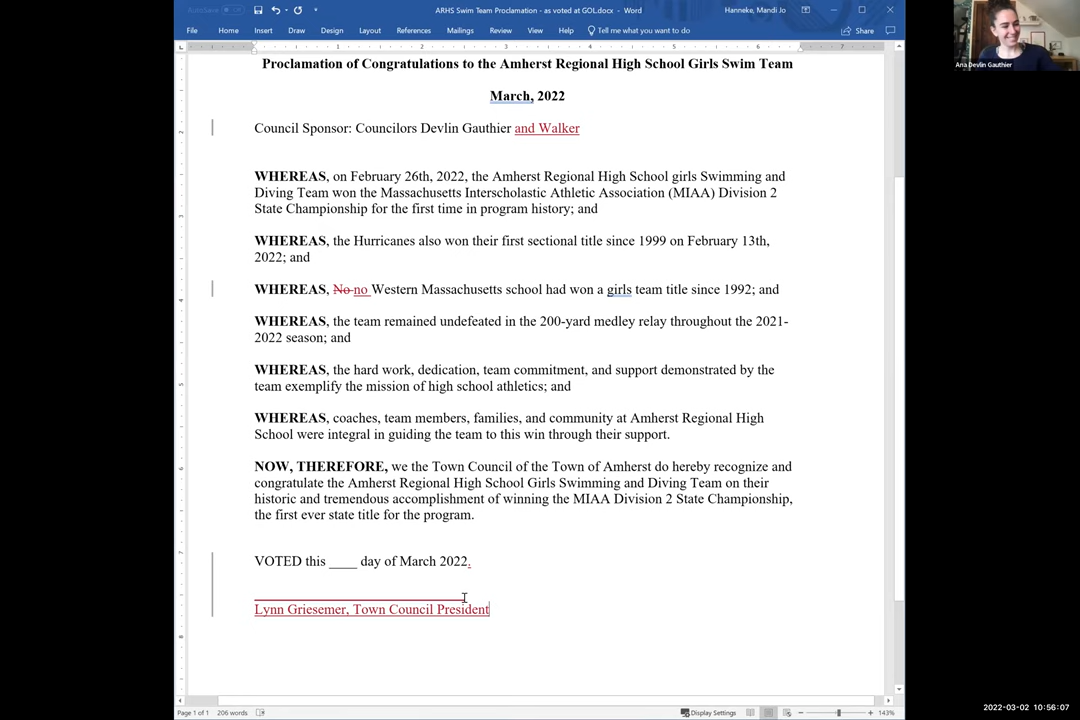 AutoSave Off
ARHS Swim Team Proclamation - as voted at GOL.docx - Word
Hanneke, Mandi Jo
File Home Insert Draw Design Layout References Mailings Review View Help Tell me what you want to do Share
Ana Devlin Gauthier
Proclamation of Congratulations to the Amherst Regional High School Girls Swim Team
March, 2022
Council Sponsor: Councilors Devlin Gauthier and Walker
WHEREAS, on February 26th, 2022, the Amherst Regional High School girls Swimming and
Diving Team won the Massachusetts Interscholastic Athletic Association (MIAA) Division 2
State Championship for the first time in program history; and
WHEREAS, the Hurricanes also won their first sectional title since 1999 on February 13th,
2022; and
WHEREAS, No no Western Massachusetts school had won a girls team title since 1992; and
WHEREAS, the team remained undefeated in the 200-yard medley relay throughout the 2021-
2022 season; and
WHEREAS, the hard work, dedication, team commitment, and support demonstrated by the
team exemplify the mission of high school athletics; and
WHEREAS, coaches, team members, families, and community at Amherst Regional High
School were integral in guiding the team to this win through their support.
NOW, THEREFORE, we the Town Council of the Town of Amherst do hereby recognize and
congratulate the Amherst Regional High School Girls Swimming and Diving Team on their
historic and tremendous accomplishment of winning the MIAA Division 2 State Championship,
the first ever state title for the program.
VOTED this ____ day of March 2022.
Lynn Griesemer, Town Council President
Page 1 of 1 206 words
Display Settings
143%
2022-03-02 10:56:07